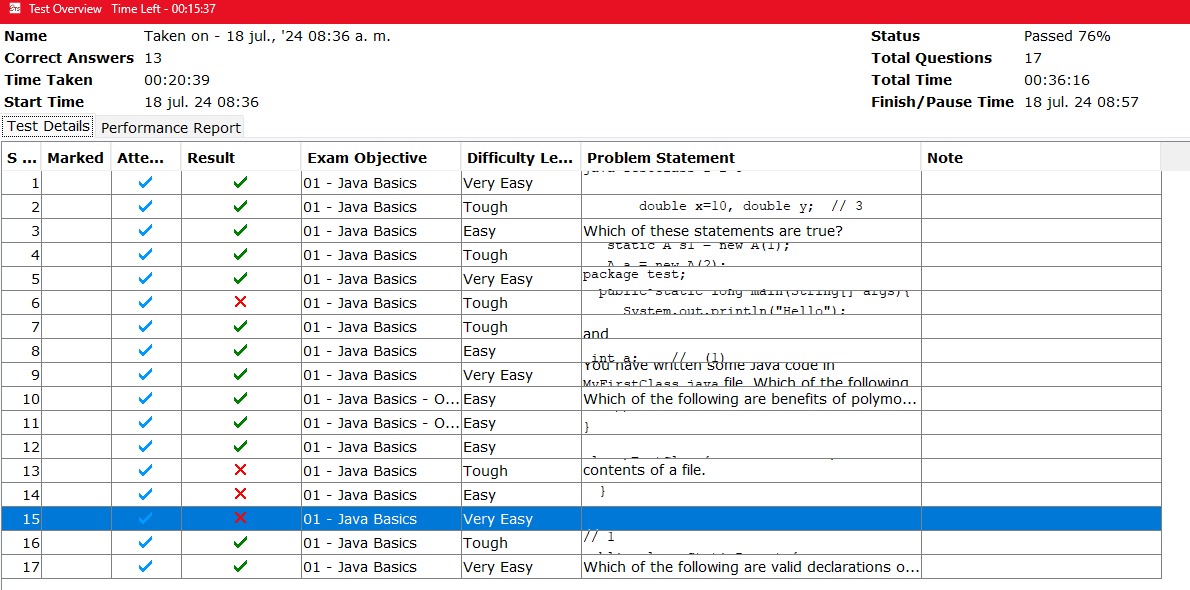 Test Overview Time Left - 00:15:37
Name Taken on - 18 jul., '24 08:36 a. m. Status Passed 76%
Correct Answers 13 Total Questions 17
Time Taken 00:20:39 Total Time 00:36:16
Start Time 18 jul. 24 08:36 Finish/Pause Time 18 jul. 24 08:57
Test Details Performance Report
S ... Marked Atte... Result Exam Objective Difficulty Le... Problem Statement Note
1 01 - Java Basics Very Easy
2 01 - Java Basics Tough double x=10, double y; // 3
3 01 - Java Basics Easy Which of these statements are true?
4 01 - Java Basics Tough static A s1 = new A(1);
A a = new A(2);
5 01 - Java Basics Very Easy package test;
6 01 - Java Basics Tough public static long main(String[] args){
System.out.println("Hello");
7 01 - Java Basics Tough and
8 01 - Java Basics Easy int a; // (1)
9 01 - Java Basics Very Easy You have written some Java code in
MyFirstClass.java file. Which of the following
10 01 - Java Basics - O... Easy Which of the following are benefits of polymo...
11 01 - Java Basics - O... Easy }
12 01 - Java Basics Easy
13 01 - Java Basics Tough contents of a file.
14 01 - Java Basics Easy }
15 01 - Java Basics Very Easy
16 01 - Java Basics Tough // 1
17 01 - Java Basics Very Easy Which of the following are valid declarations o...